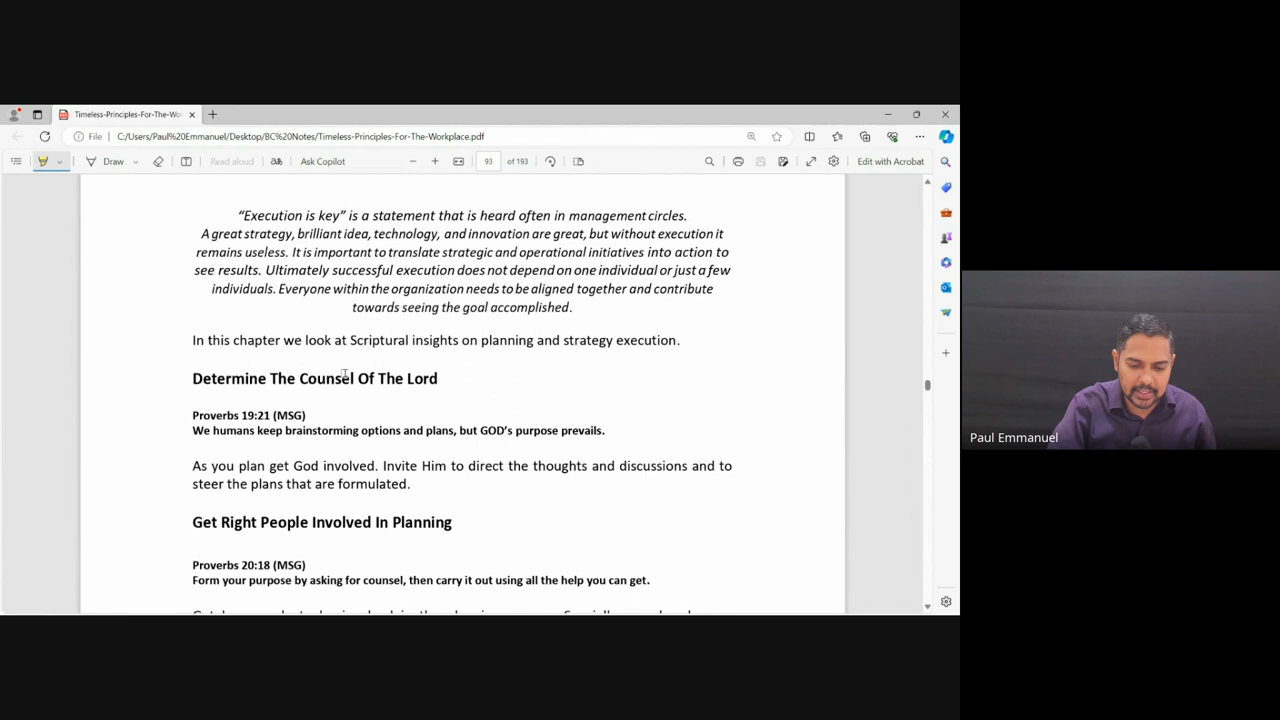 Timeless-Principles-For-The-Wor
File
C:/Users/Paul%20Emmanuel/Desktop/BC%20Notes/Timeless-Principles-For-The-Workplace.pdf
Draw
Read aloud
Ask Copilot
93 of 193
Edit with Acrobat
“Execution is key” is a statement that is heard often in management circles.
A great strategy, brilliant idea, technology, and innovation are great, but without execution it
remains useless. It is important to translate strategic and operational initiatives into action to
see results. Ultimately successful execution does not depend on one individual or just a few
individuals. Everyone within the organization needs to be aligned together and contribute
towards seeing the goal accomplished.
In this chapter we look at Scriptural insights on planning and strategy execution.
Determine The Counsel Of The Lord
Proverbs 19:21 (MSG)
We humans keep brainstorming options and plans, but GOD’s purpose prevails.
As you plan get God involved. Invite Him to direct the thoughts and discussions and to
steer the plans that are formulated.
Get Right People Involved In Planning
Proverbs 20:18 (MSG)
Form your purpose by asking for counsel, then carry it out using all the help you can get.
Paul Emmanuel